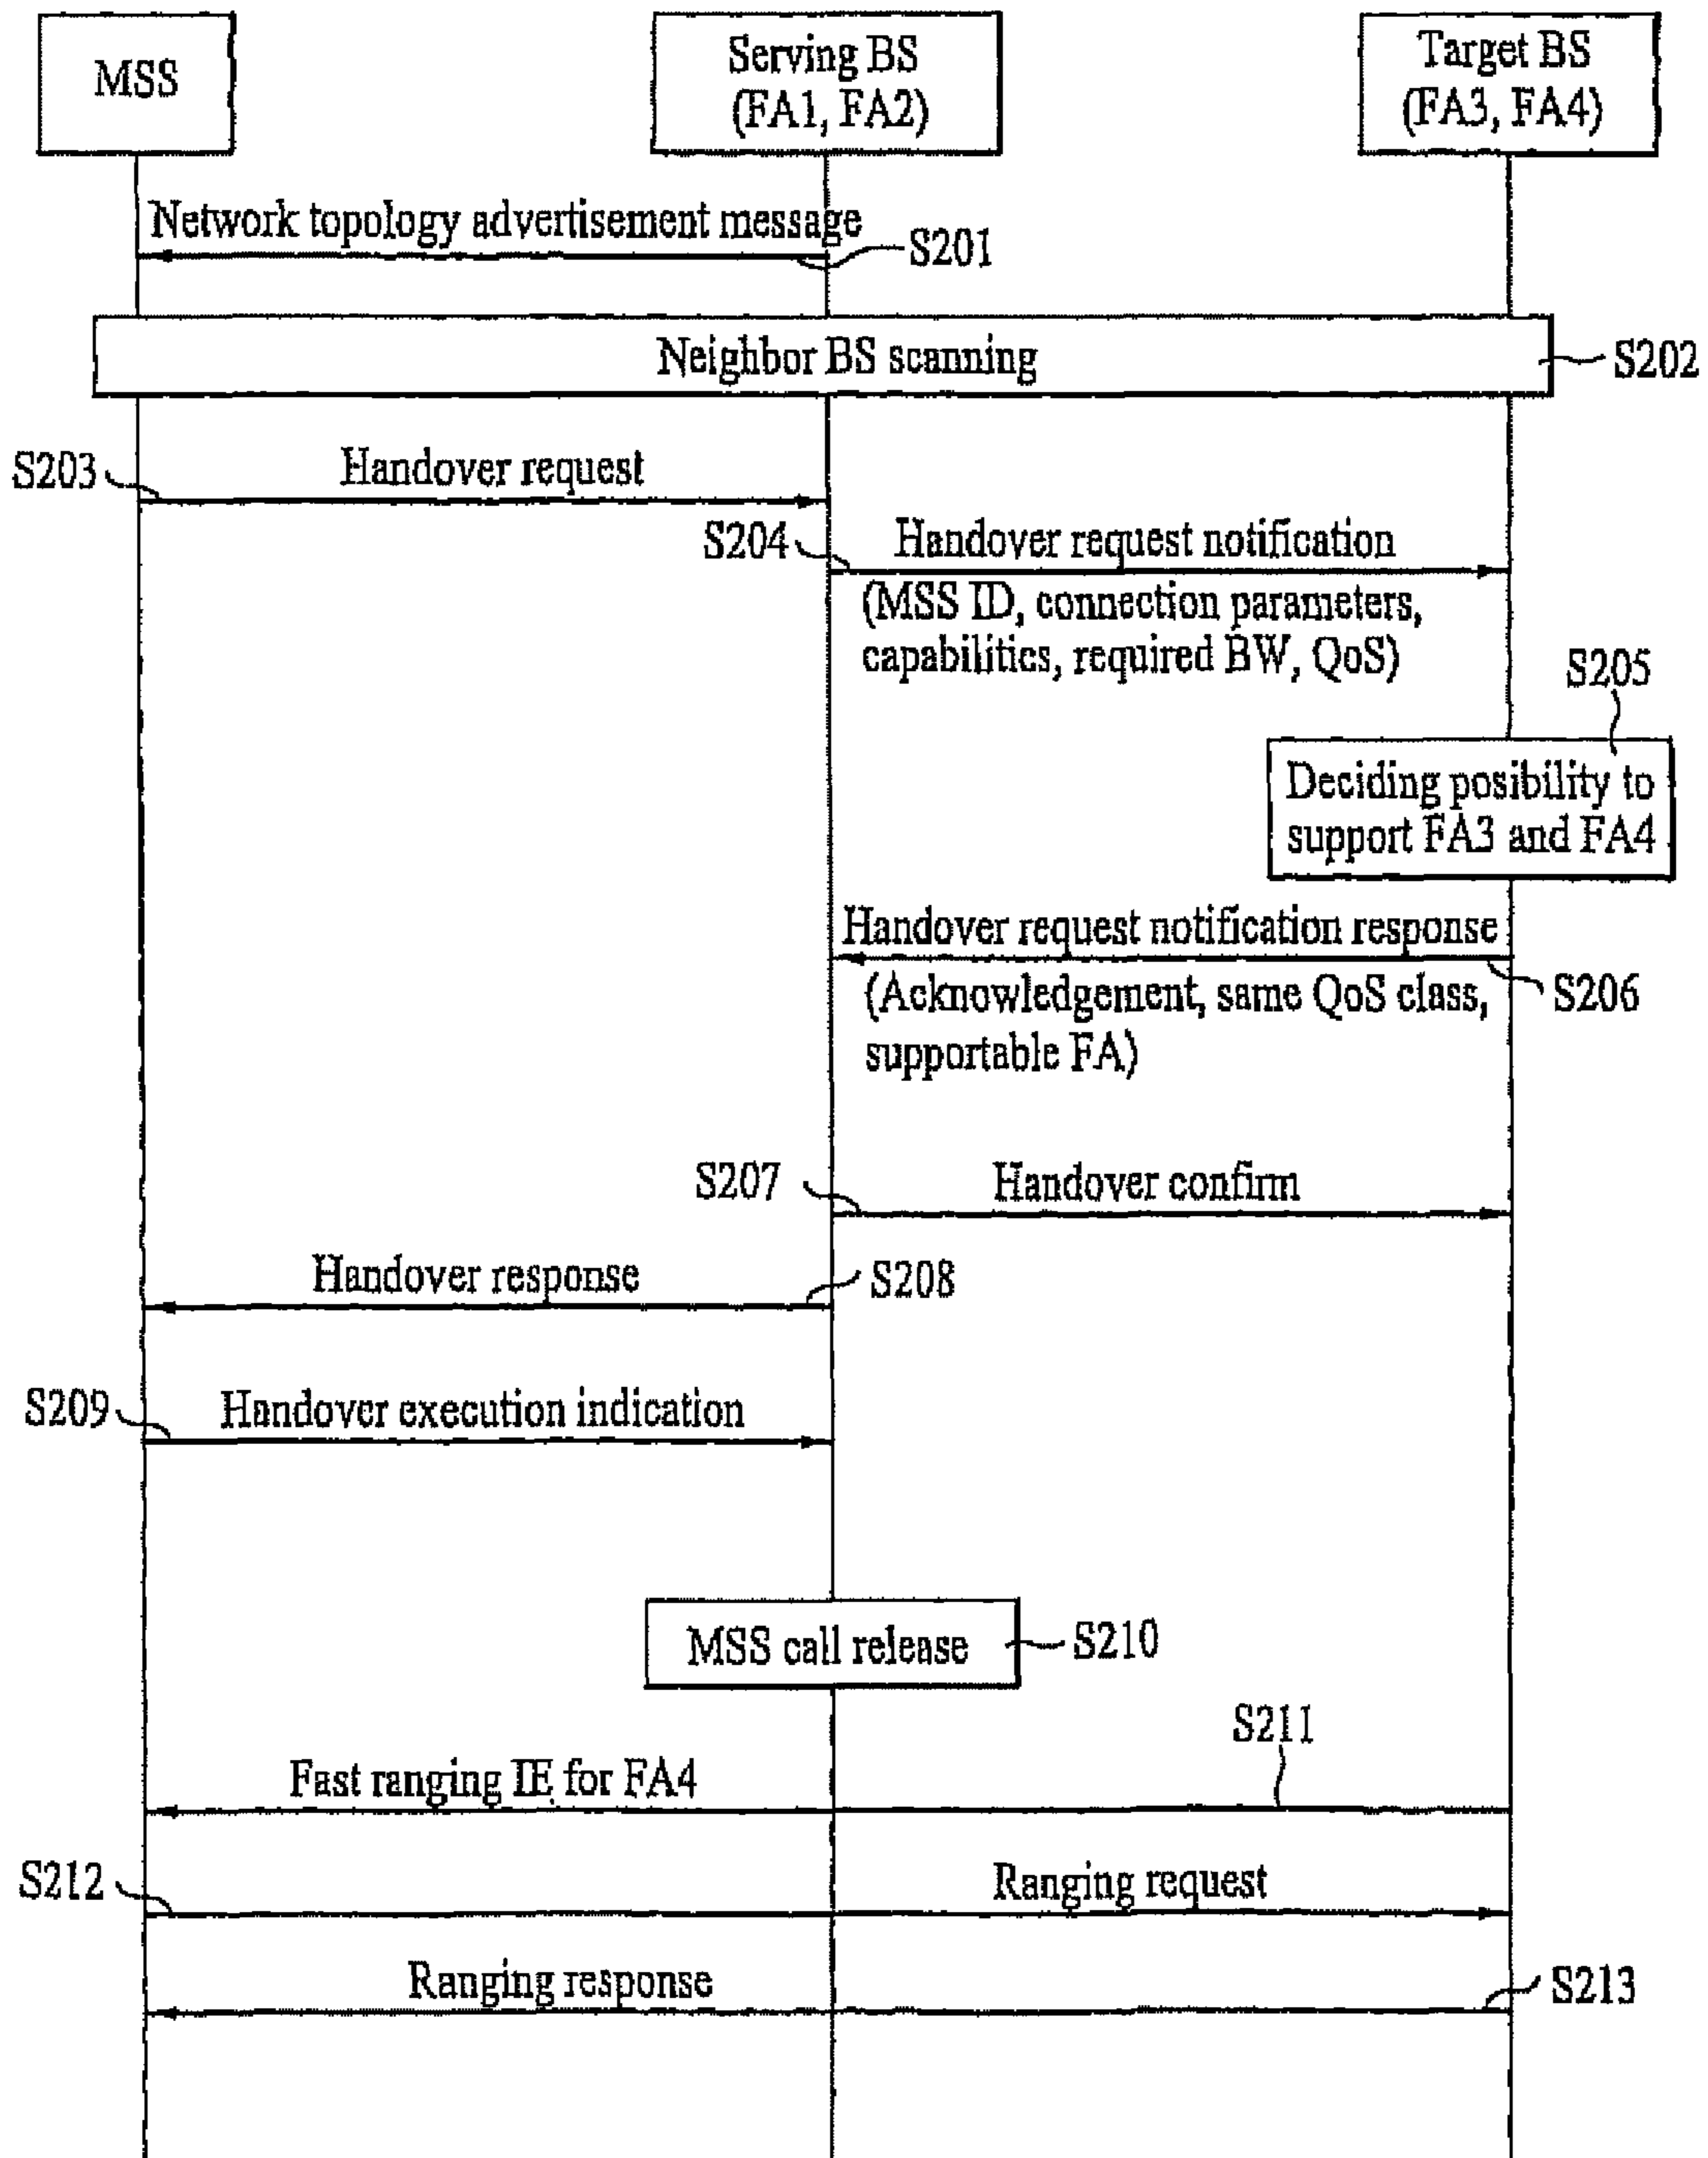 MSS
Serving BS
(FA1, FA2)
Target BS
(FA3, FA4)
Network topology advertisement message
S201
Neighbor BS scanning
S202
S203
Handover request
S204
Handover request notification
(MSS ID, connection parameters,
capabilities, required BW, QoS)
S205
Deciding posibility to
support FA3 and FA4
Handover request notification response
S206
(Acknowledgement, same QoS class,
supportable FA)
S207
Handover confirm
Handover response
S208
S209
Handover execution indication
MSS call release
S210
S211
Fast ranging IE for FA4
S212
Ranging request
Ranging response
S213